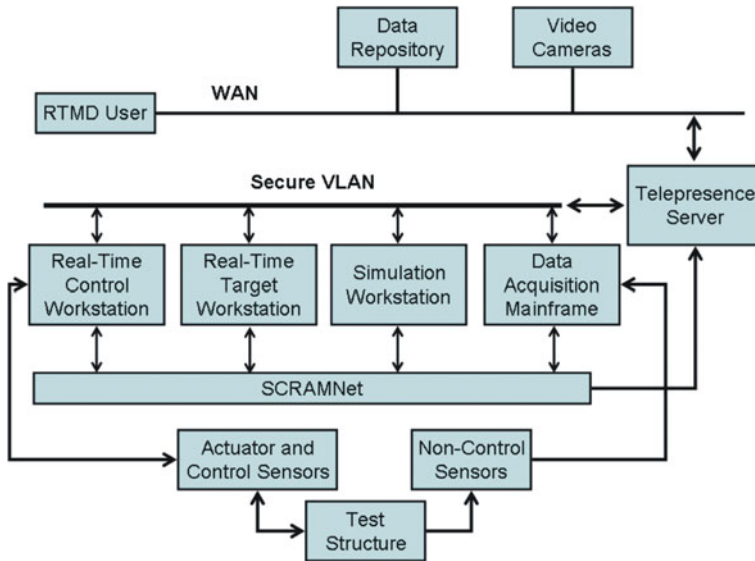 Data
Repository
Video
Cameras
WAN
RTMD User
Secure VLAN
Telepresence
Server
Real-Time
Control
Workstation
Real-Time
Target
Workstation
Simulation
Workstation
Data
Acquisition
Mainframe
SCRAMNet
Actuator and
Control Sensors
Non-Control
Sensors
Test
Structure